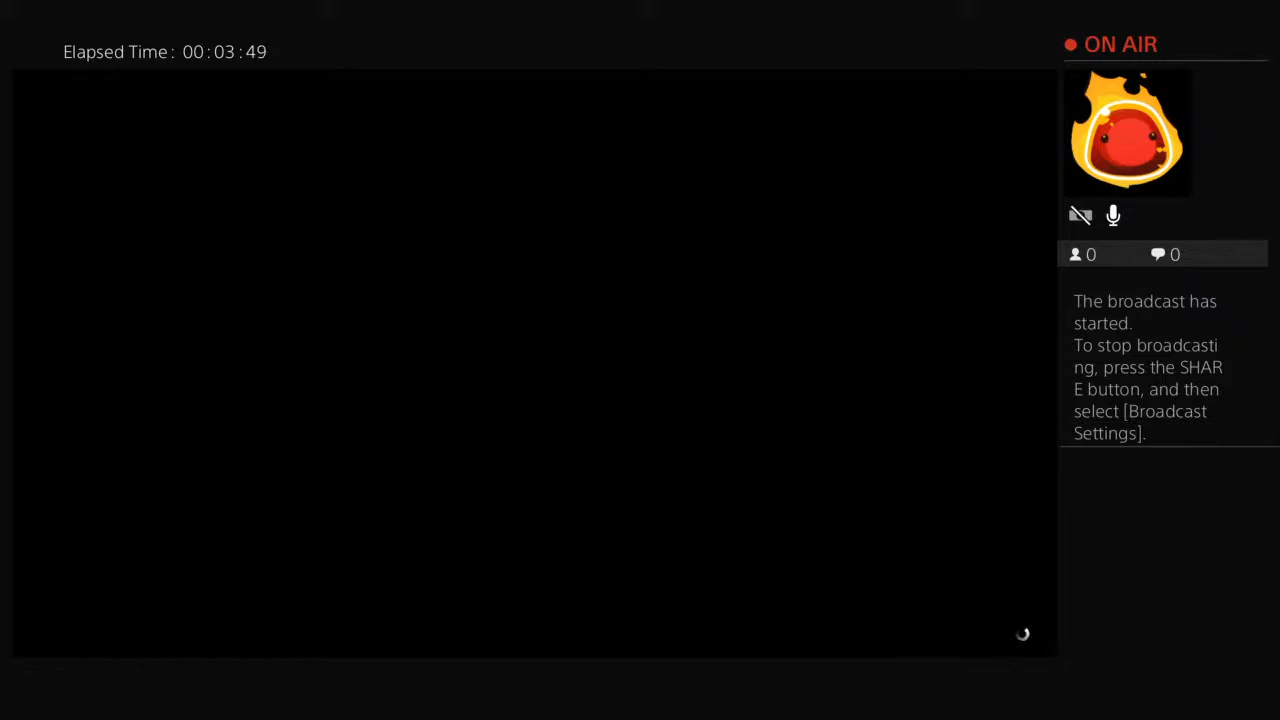 Elapsed Time: 00:03:49
ON AIR
0 0
The broadcast has
started.
To stop broadcasti
ng, press the SHAR
E button, and then
select [Broadcast
Settings].